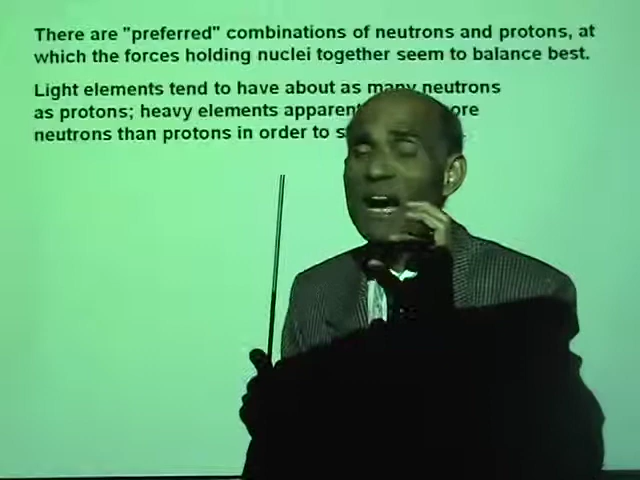 There are "preferred" combinations of neutrons and protons, at
which the forces holding nuclei together seem to balance best.
Light elements tend to have about as many neutrons
as protons; heavy elements
neutrons than protons in order to